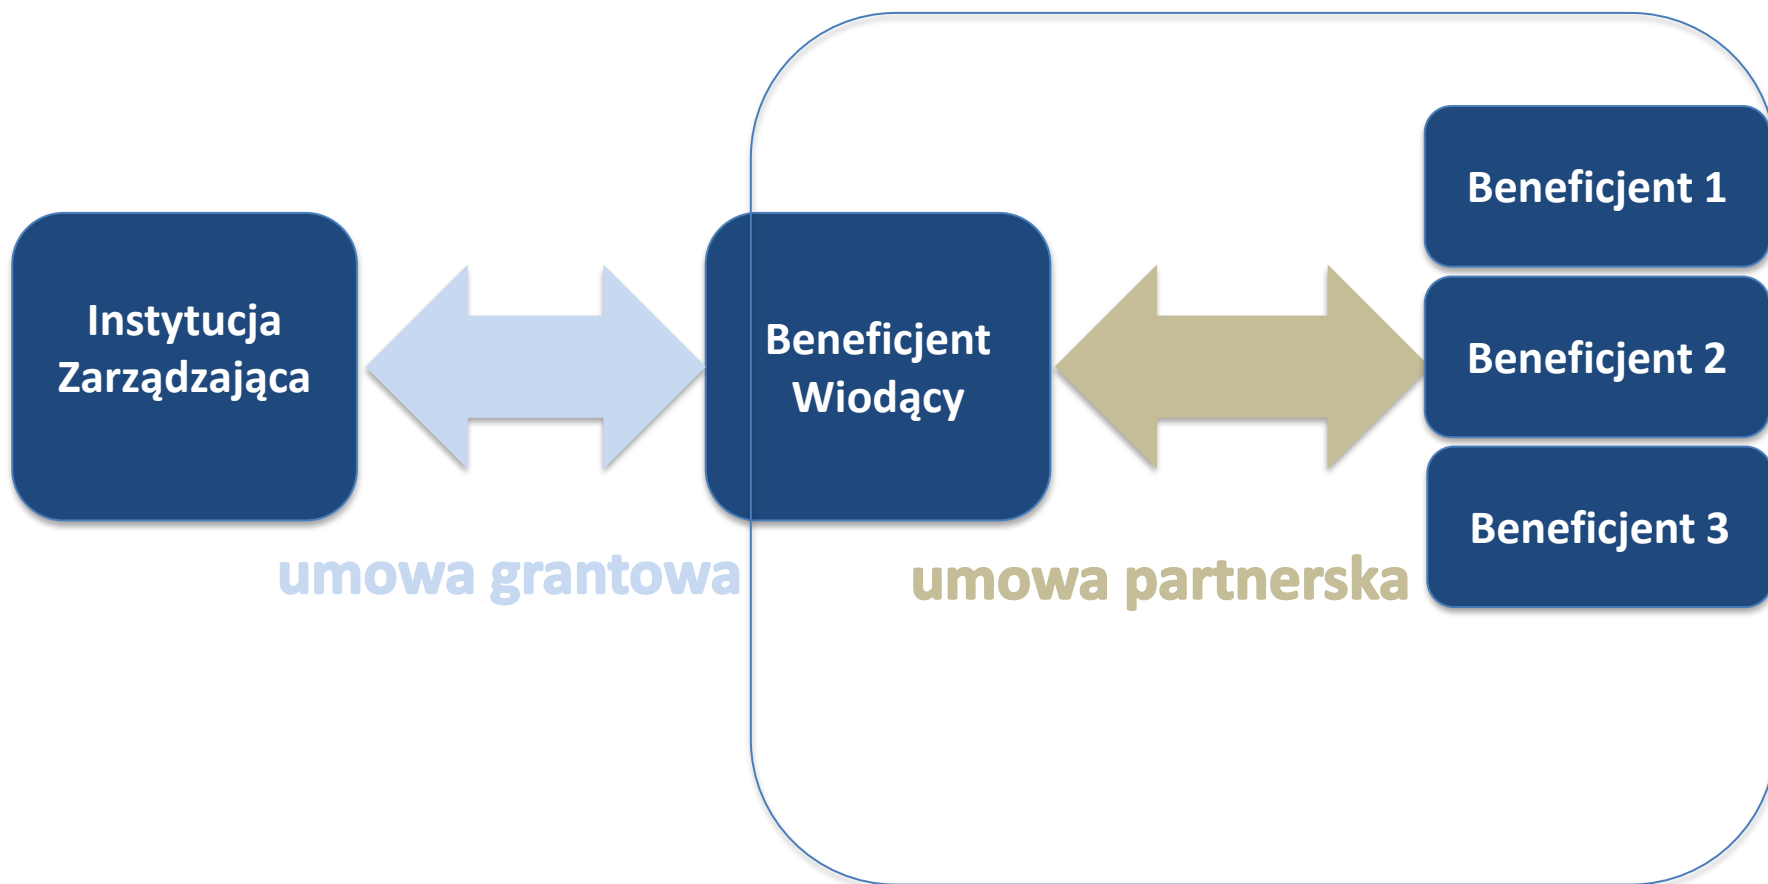 Instytucja
Zarządzająca
umowa grantowa
Beneficjent
Wiodący
umowa partnerska
Beneficjent 1
Beneficjent 2
Beneficjent 3